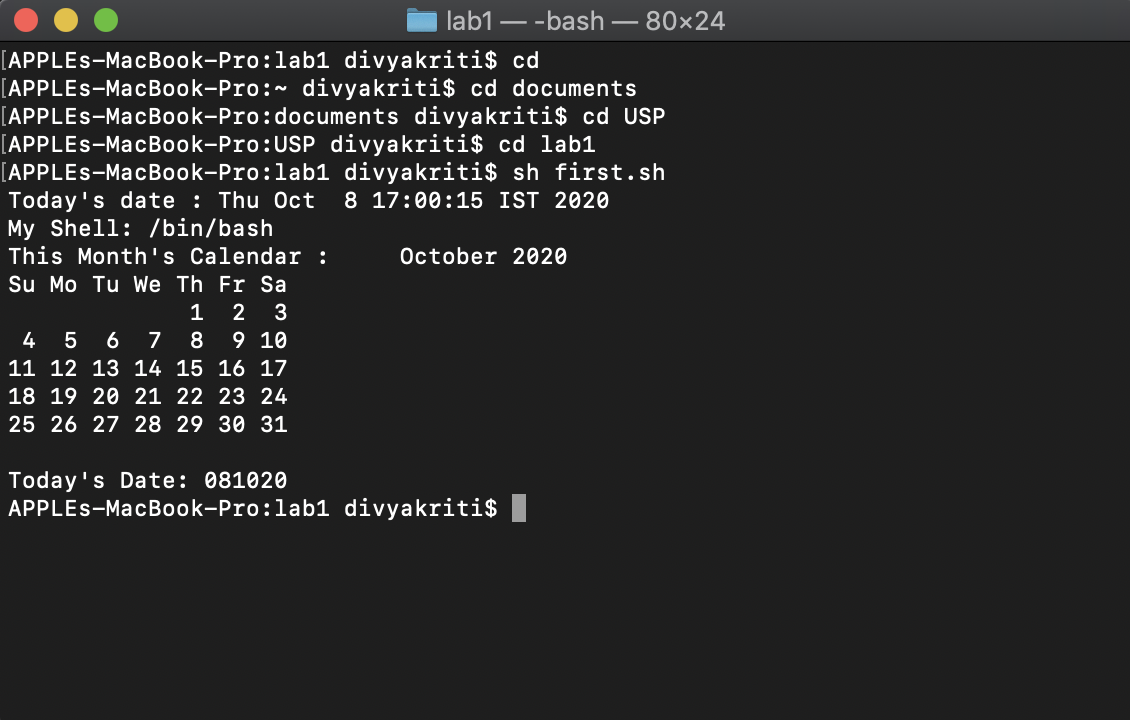 lab1 — -bash — 80×24
[APPLEs-MacBook-Pro:lab1 divyakriti$ cd
[APPLEs-MacBook-Pro:~ divyakriti$ cd documents
[APPLEs-MacBook-Pro:documents divyakriti$ cd USP
[APPLEs-MacBook-Pro:USP divyakriti$ cd lab1
[APPLEs-MacBook-Pro:lab1 divyakriti$ sh first.sh
Today's date : Thu Oct  8 17:00:15 IST 2020
My Shell: /bin/bash
This Month's Calendar :     October 2020
Su Mo Tu We Th Fr Sa
             1  2  3
 4  5  6  7  8  9 10
11 12 13 14 15 16 17
18 19 20 21 22 23 24
25 26 27 28 29 30 31
Today's Date: 081020
APPLEs-MacBook-Pro:lab1 divyakriti$